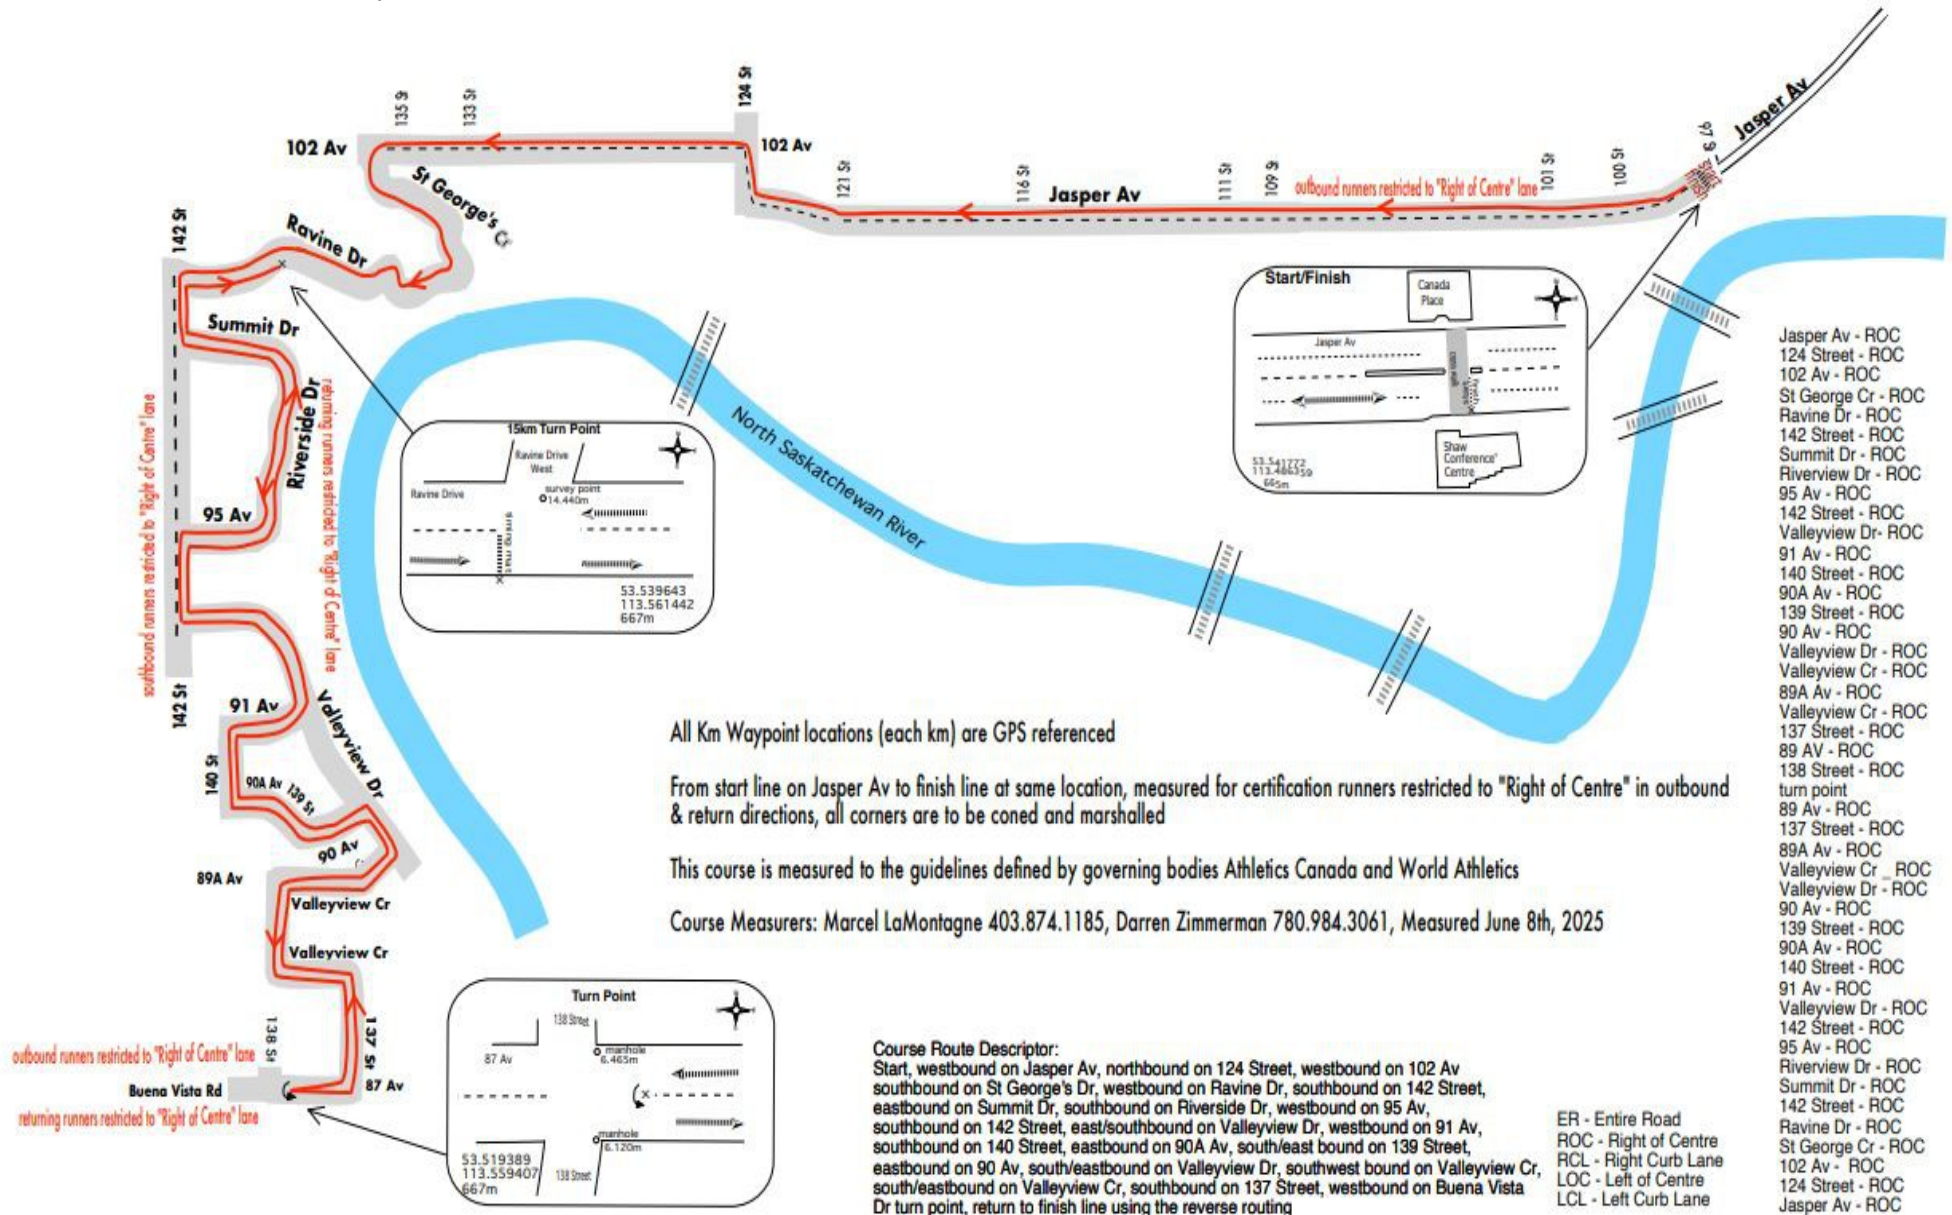 Jasper Av
97 St
124 St
135 St
133 St
102 Av
102 Av
St George's Cr
121 St
116 St
111 St
109 St
101 St
100 St
Jasper Av
outbound runners restricted to "Right of Centre" lane
142 St
Ravine Dr
Summit Dr
Riverside Dr
southbound runners restricted to "Right of Centre" lane
returning runners restricted to "Right of Centre" lane
95 Av
142 St
91 Av
Valleyview Dr
140 St
90A Av
139 St
90 Av
89A Av
Valleyview Cr
Valleyview Cr
138 St
137 St
outbound runners restricted to "Right of Centre" lane
Buena Vista Rd
87 Av
returning runners restricted to "Right of Centre" lane
North Saskatchewan River
Start/Finish
Canada
Place
Jasper Av
Shaw
Conference'
Centre
53.541772
665m
15km Turn Point
Ravine Drive
West
Ravine Drive
survey point
14.440m
timing mats
53.539643
113.561442
667m
Turn Point
138 Street
87 Av
manhole
6.465m
manhole
6.120m
138 Street
53.519389
113.559407
667m
All Km Waypoint locations (each km) are GPS referenced
From start line on Jasper Av to finish line at same location, measured for certification runners restricted to "Right of Centre" in outbound
& return directions, all corners are to be coned and marshalled
This course is measured to the guidelines defined by governing bodies Athletics Canada and World Athletics
Course Measurers: Marcel LaMontagne 403.874.1185, Darren Zimmerman 780.984.3061, Measured June 8th, 2025
Course Route Descriptor:
Start, westbound on Jasper Av, northbound on 124 Street, westbound on 102 Av
southbound on St George's Dr, westbound on Ravine Dr, southbound on 142 Street,
eastbound on Summit Dr, southbound on Riverside Dr, westbound on 95 Av,
southbound on 142 Street, east/southbound on Valleyview Dr, westbound on 91 Av,
southbound on 140 Street, eastbound on 90A Av, south/east bound on 139 Street,
eastbound on 90 Av, south/eastbound on Valleyview Dr, southwest bound on Valleyview Cr,
south/eastbound on Valleyview Cr, southbound on 137 Street, westbound on Buena Vista
Dr turn point, return to finish line using the reverse routing
ER - Entire Road
ROC - Right of Centre
RCL - Right Curb Lane
LOC - Left of Centre
LCL - Left Curb Lane
Jasper Av - ROC
124 Street - ROC
102 Av - ROC
St George Cr - ROC
Ravine Dr - ROC
142 Street - ROC
Summit Dr - ROC
Riverview Dr - ROC
95 Av - ROC
142 Street - ROC
Valleyview Dr- ROC
91 Av - ROC
140 Street - ROC
90A Av - ROC
139 Street - ROC
90 Av - ROC
Valleyview Dr - ROC
Valleyview Cr - ROC
89A Av - ROC
Valleyview Cr - ROC
137 Street - ROC
89 AV - ROC
138 Street - ROC
turn point
89 Av - ROC
137 Street - ROC
89A Av - ROC
Valleyview Cr _ ROC
Valleyview Dr - ROC
90 Av - ROC
139 Street - ROC
90A Av - ROC
140 Street - ROC
91 Av - ROC
Valleyview Dr - ROC
142 Street - ROC
95 Av - ROC
Riverview Dr - ROC
Summit Dr - ROC
142 Street - ROC
Ravine Dr - ROC
St George Cr - ROC
102 Av - ROC
124 Street - ROC
Jasper Av - ROC